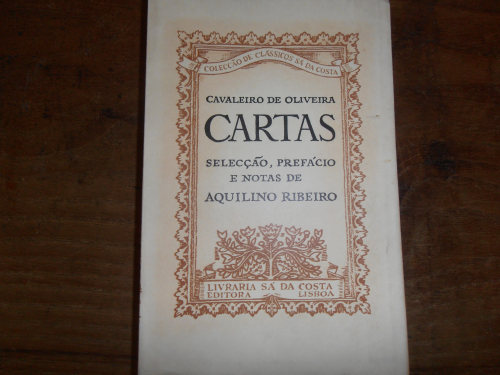 COLECÇÃO DE CLÁSSICOS SÁ DA COSTA
CAVALEIRO DE OLIVEIRA
CARTAS
SELECÇÃO, PREFÁCIO
E NOTAS DE
AQUILINO RIBEIRO
LIVRARIA SÁ DA COSTA
EDITORA LISBOA